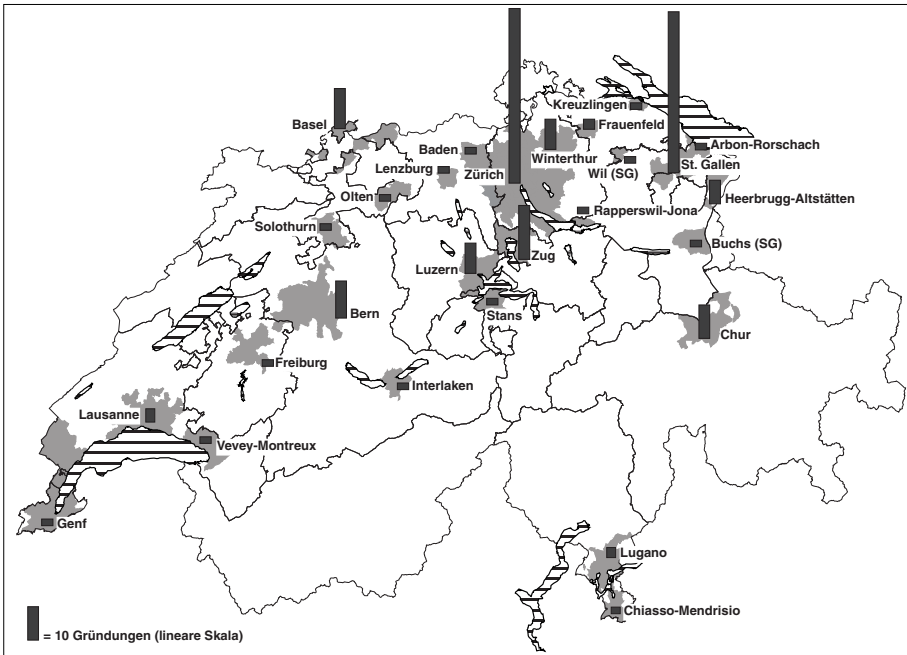 Kreuzlingen
Basel
Frauenfeld
Arbon-Rorschach
Baden
Winterthur
Lenzburg
Zürich
Wil (SG)
St. Gallen
Olten
Heerbrugg-Altstätten
Rapperswil-Jona
Solothurn
Buchs (SG)
Zug
Luzern
Bern
Stans
Chur
Freiburg
Interlaken
Lausanne
Vevey-Montreux
Genf
Lugano
Chiasso-Mendrisio
= 10 Gründungen (lineare Skala)